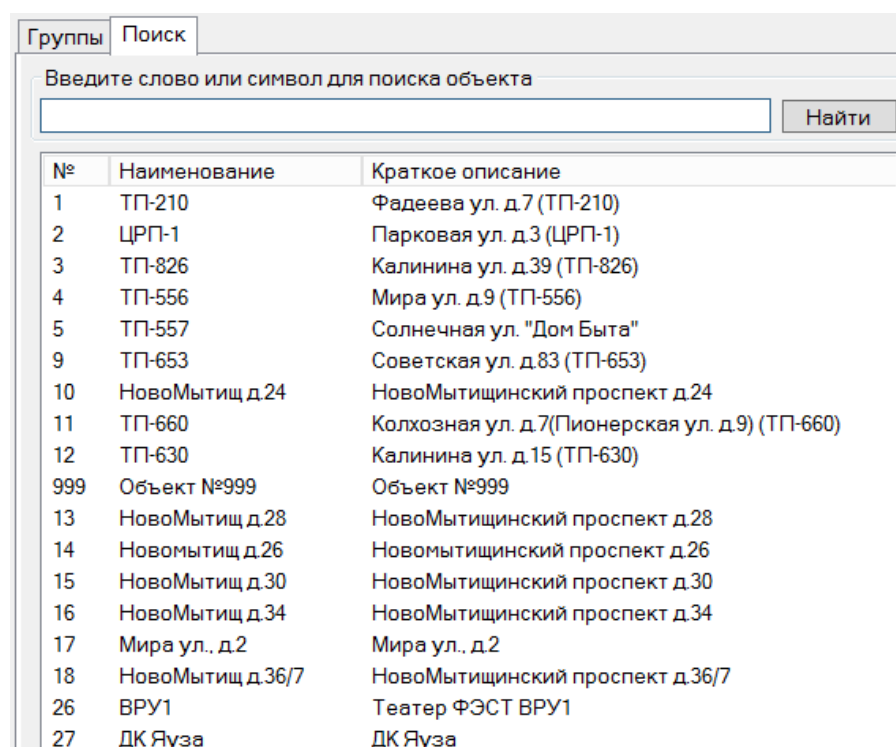 Группы Поиск
Введите слово или символ для поиска объекта
Найти
№ Наименование Краткое описание
1 ТП-210 Фадеева ул. д.7 (ТП-210)
2 ЦРП-1 Парковая ул. д.3 (ЦРП-1)
3 ТП-826 Калинина ул. д.39 (ТП-826)
4 ТП-556 Мира ул. д.9 (ТП-556)
5 ТП-557 Солнечная ул. "Дом Быта"
9 ТП-653 Советская ул. д.83 (ТП-653)
10 НовоМытищ д.24 НовоМытищинский проспект д.24
11 ТП-660 Колхозная ул. д.7(Пионерская ул. д.9) (ТП-660)
12 ТП-630 Калинина ул. д.15 (ТП-630)
999 Объект №999 Объект №999
13 НовоМытищ д.28 НовоМытищинский проспект д.28
14 Новомытищ д.26 Новомытищинский проспект д.26
15 НовоМытищ д.30 НовоМытищинский проспект д.30
16 НовоМытищ д.34 НовоМытищинский проспект д.34
17 Мира ул., д.2 Мира ул., д.2
18 НовоМытищ д.36/7 НовоМытищинский проспект д.36/7
26 ВРУ1 Театер ФЭСТ ВРУ1
27 ДК Яуза ДК Яуза